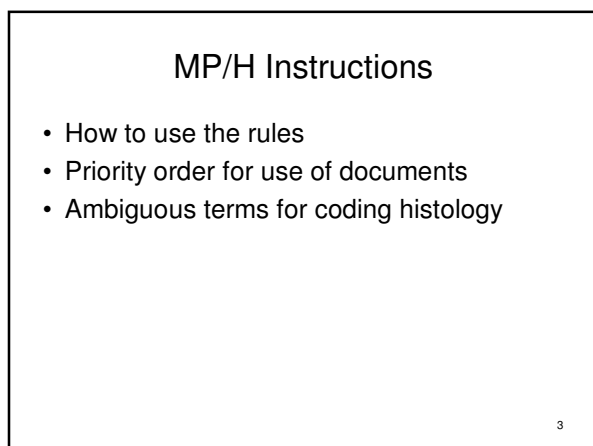 MP/H Instructions
• How to use the rules
• Priority order for use of documents
• Ambiguous terms for coding histology
3